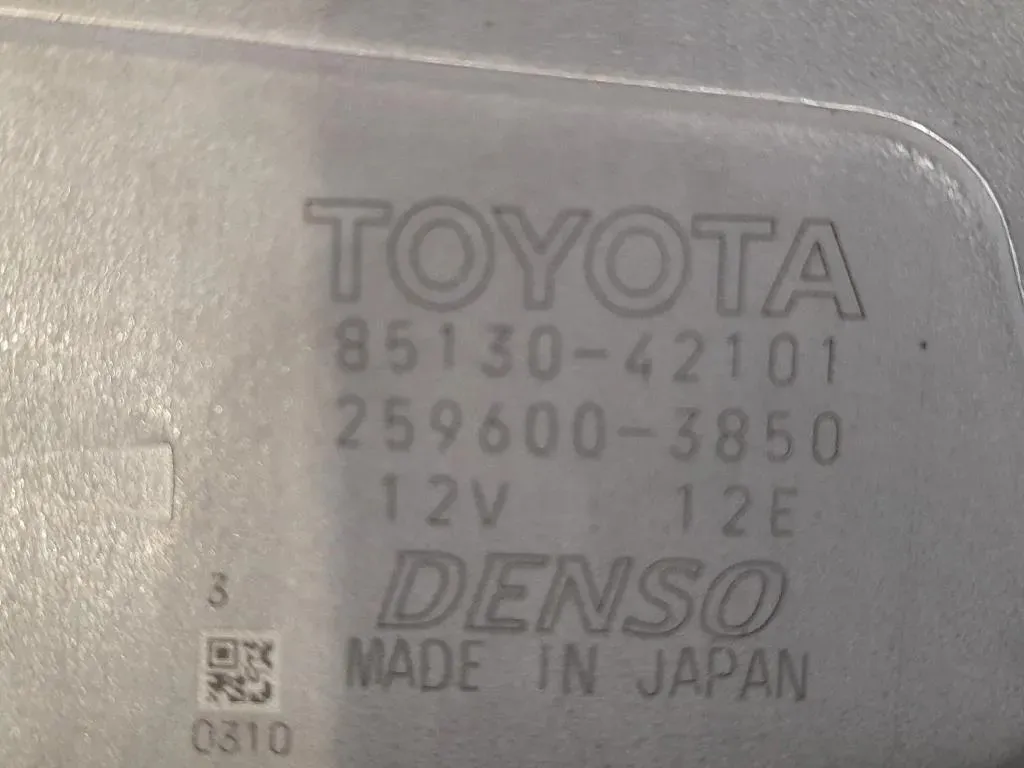 TOYOTA
85130-42101
259600-3850
12V 12E
DENSO
MADE IN JAPAN
3
0310